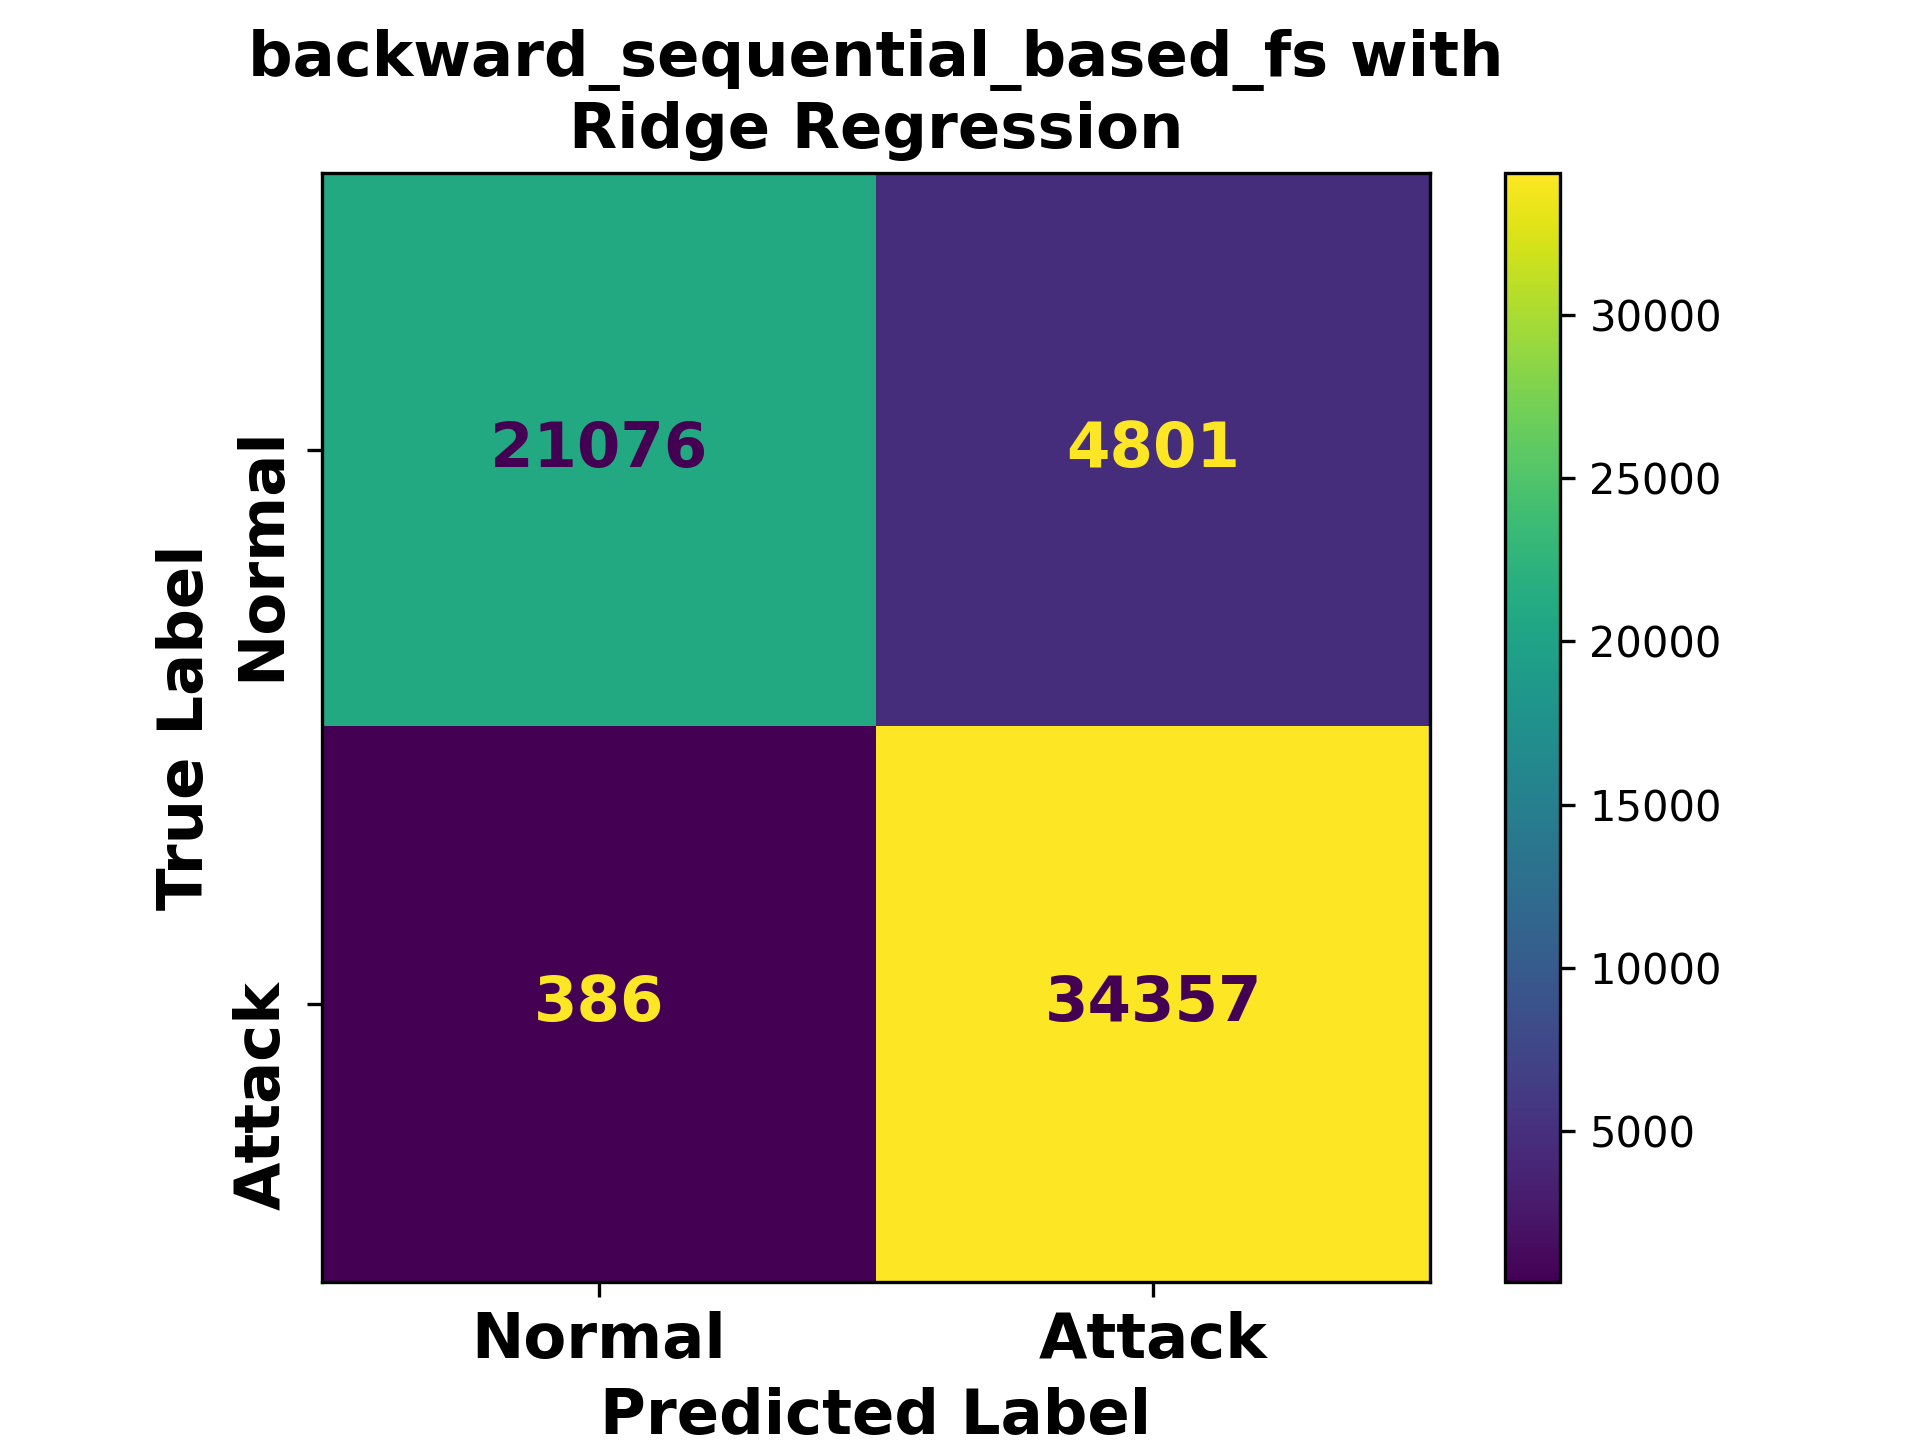 backward_sequential_based_fs with
Ridge Regression
True Label
Normal
21076
4801
Attack
386
34357
Normal
Attack
Predicted Label
30000
25000
20000
15000
10000
5000